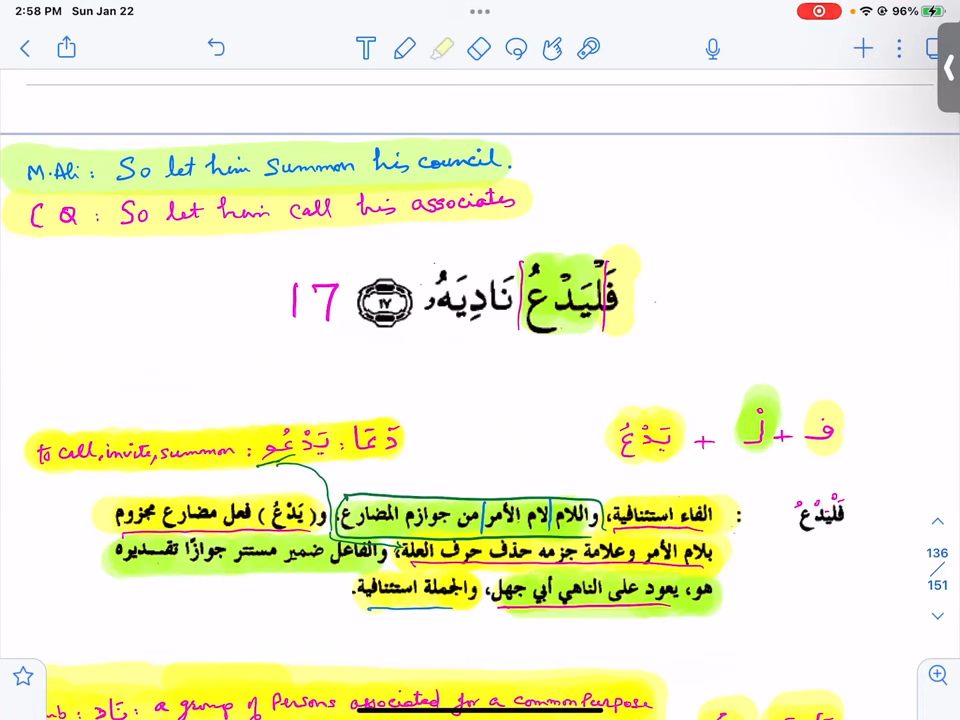 2:58 PM Sun Jan 22
96%
M.Ali : So let him summon his council.
C Q : So let him call his associates
فَلْيَدْعُ نَادِيَهُۥ ١٧ 17
فَ + لْ + يَدْعُ
دَعَا : يَدْعُو : to call, invite, summon
فَلْيَدْعُ : الفاء استئنافية، واللام لام الأمر من جوازم المضارع، و(يَدْعُ) فعل مضارع مجزوم
بلام الأمر وعلامة جزمه حذف حرف العلة، والفاعل ضمير مستتر جوازًا تقديره
هو، يعود على الناهي أبي جهل، والجملة استئنافية.
136
151
نَادٍ : a group of Persons associated for a common Purpose